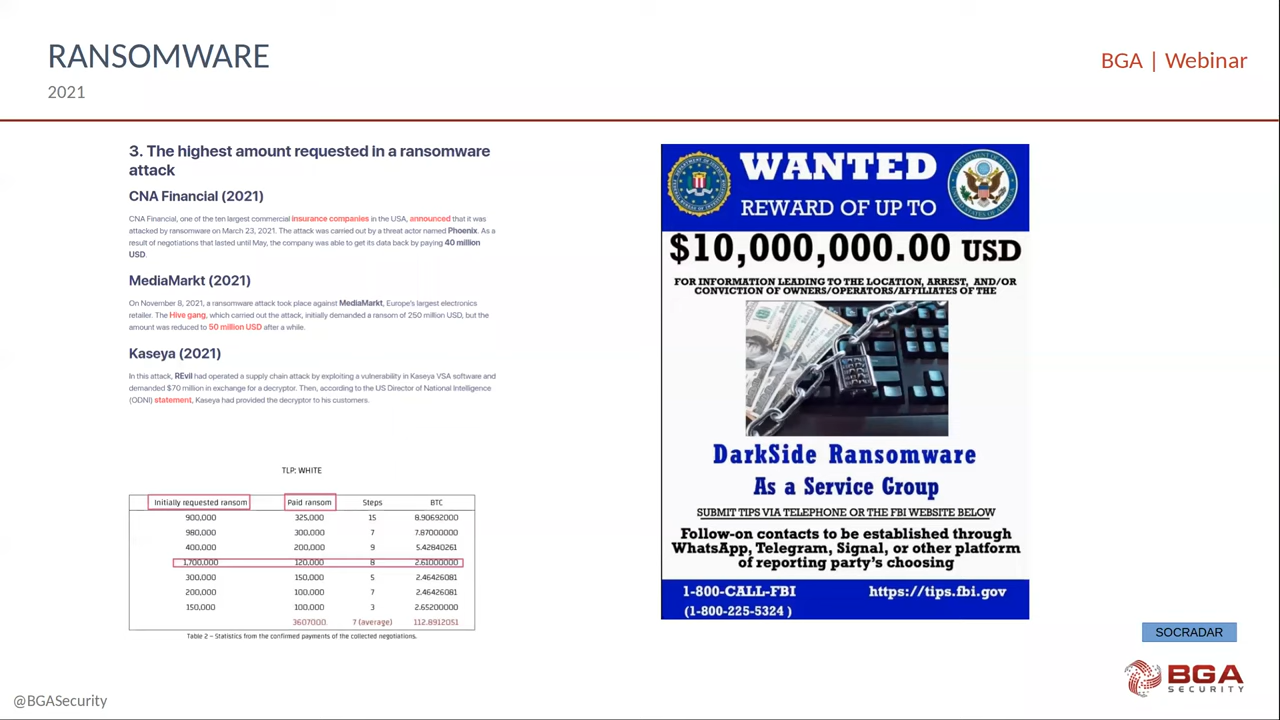 RANSOMWARE
2021
BGA | Webinar
3. The highest amount requested in a ransomware
attack
CNA Financial (2021)
CNA Financial, one of the ten largest commercial insurance companies in the USA, announced that it was
attacked by ransomware on March 23, 2021. The attack was carried out by a threat actor named Phoenix. As a
result of negotiations that lasted until May, the company was able to get its data back by paying 40 million
USD.
MediaMarkt (2021)
On November 8, 2021, a ransomware attack took place against MediaMarkt, Europe's largest electronics
retailer. The Hive gang, which carried out the attack, initially demanded a ransom of 250 million USD, but the
amount was reduced to 50 million USD after a while.
Kaseya (2021)
In this attack, REvil had operated a supply chain attack by exploiting a vulnerability in Kaseya VSA software and
demanded $70 million in exchange for a decryptor. Then, according to the US Director of National Intelligence
(ODNI) statement, Kaseya had provided the decryptor to his customers.
TLP: WHITE
Initially requested ransom Paid ransom Steps BTC
900,000 325,000 15 8.90692000
980,000 300,000 7 7.87000000
400,000 200,000 9 5.42840261
1,700,000 120,000 8 2.61000000
300,000 150,000 5 2.46426081
200,000 100,000 7 2.46426081
150,000 100,000 3 2.65200000
3607000 7 (average) 112.8912051
Table 2 – Statistics from the confirmed payments of the collected negotiations.
WANTED
REWARD OF UP TO
$10,000,000.00 USD
FOR INFORMATION LEADING TO THE LOCATION, ARREST, AND/OR
CONVICTION OF OWNERS/OPERATORS/AFFILIATES OF THE
DarkSide Ransomware
As a Service Group
SUBMIT TIPS VIA TELEPHONE OR THE FBI WEBSITE BELOW
Follow-on contacts to be established through
WhatsApp, Telegram, Signal, or other platform
of reporting party's choosing
1-800-CALL-FBI https://tips.fbi.gov
(1-800-225-5324 )
SOCRADAR
BGA
SECURITY
@BGASecurity